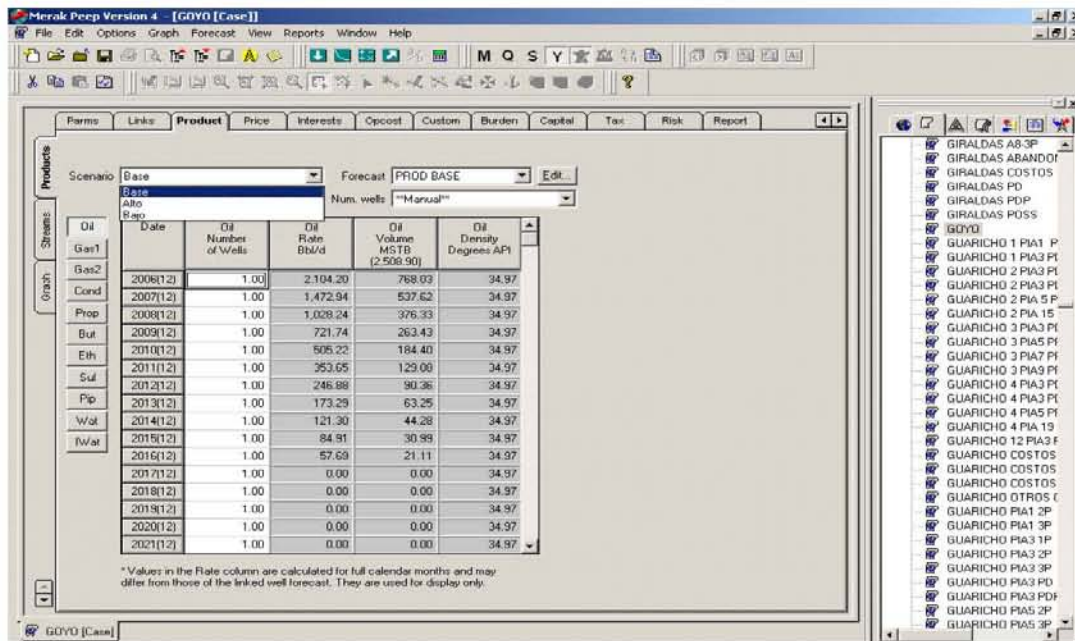 Merak Peep Version 4 - [GOYO [Case]]
File Edit Options Graph Forecast View Reports Window Help
M Q S Y
Parms Links Product Price Interests Opcost Custom Burden Capital Tax Risk Report
Products
Streams
Graph
Scenario Base Forecast PROD BASE Edit...
Base
Alto
Bajo
Num. wells **Manual**
Oil
Gas1
Gas2
Cond
Prop
But
Eth
Sul
Pip
Wat
IWat
Date Oil Number of Wells Oil Rate Bbl/d Oil Volume MSTB (2,508.90) Oil Density Degrees API
2006(12) 1.00 2,104.20 768.03 34.97
2007(12) 1.00 1,472.94 537.62 34.97
2008(12) 1.00 1,028.24 376.33 34.97
2009(12) 1.00 721.74 263.43 34.97
2010(12) 1.00 505.22 184.40 34.97
2011(12) 1.00 353.65 129.08 34.97
2012(12) 1.00 246.88 90.36 34.97
2013(12) 1.00 173.29 63.25 34.97
2014(12) 1.00 121.30 44.28 34.97
2015(12) 1.00 84.91 30.99 34.97
2016(12) 1.00 57.69 21.11 34.97
2017(12) 1.00 0.00 0.00 34.97
2018(12) 1.00 0.00 0.00 34.97
2019(12) 1.00 0.00 0.00 34.97
2020(12) 1.00 0.00 0.00 34.97
2021(12) 1.00 0.00 0.00 34.97
* Values in the Rate column are calculated for full calendar months and may
differ from those of the linked well forecast. They are used for display only.
GOYO [Case]
GIRALDAS A8-3P
GIRALDAS ABANDO
GIRALDAS COSTOS
GIRALDAS PD
GIRALDAS PDP
GIRALDAS POSS
GOYO
GUARICHO 1 PIA1 P
GUARICHO 1 PIA3 P
GUARICHO 2 PIA3 P
GUARICHO 2 PIA3 P
GUARICHO 2 PIA 5 P
GUARICHO 2 PIA 15
GUARICHO 3 PIA3 P
GUARICHO 3 PIA5 P
GUARICHO 3 PIA7 P
GUARICHO 3 PIA9 P
GUARICHO 4 PIA3 P
GUARICHO 4 PIA3 P
GUARICHO 4 PIA5 P
GUARICHO 4 PIA 19
GUARICHO 12 PIA3
GUARICHO COSTOS
GUARICHO COSTOS
GUARICHO COSTOS
GUARICHO OTROS
GUARICHO PIA1 2P
GUARICHO PIA1 3P
GUARICHO PIA3 1P
GUARICHO PIA3 2P
GUARICHO PIA3 3P
GUARICHO PIA3 PD
GUARICHO PIA3 PD
GUARICHO PIA5 2P
GUARICHO PIA5 3P